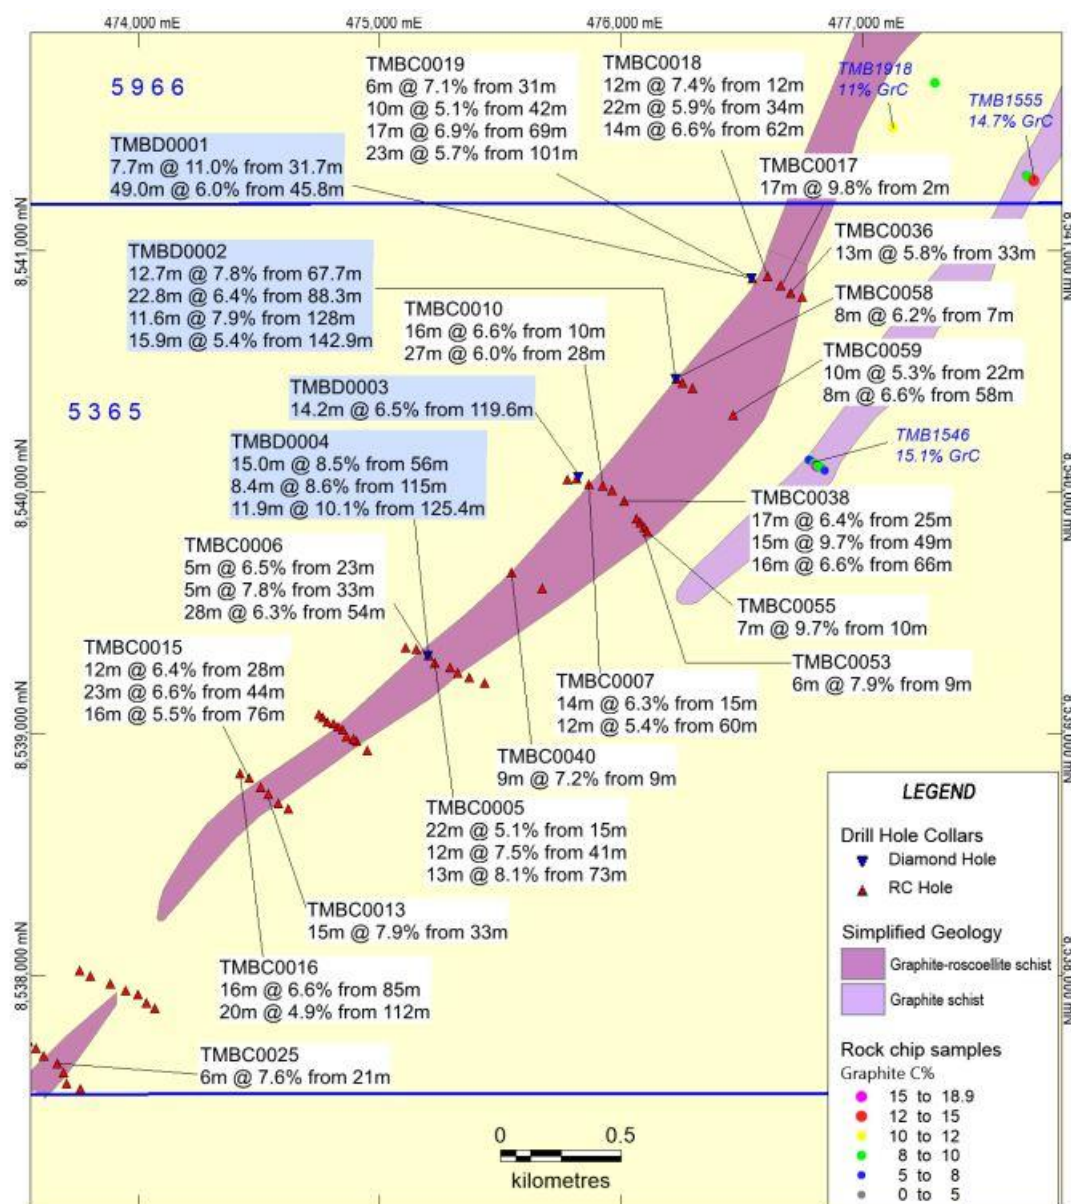 474,000 mE
475,000 mE
476,000 mE
477,000 mE
5966
TMBC0019
6m @ 7.1% from 31m
10m @ 5.1% from 42m
17m @ 6.9% from 69m
23m @ 5.7% from 101m
TMBC0018
12m @ 7.4% from 12m
22m @ 5.9% from 34m
14m @ 6.6% from 62m
TMB1918
11% GrC
TMB1555
14.7% GrC
TMBD0001
7.7m @ 11.0% from 31.7m
49.0m @ 6.0% from 45.8m
TMBC0017
17m @ 9.8% from 2m
8,541,000 mN
8,541,000 mN
TMBD0002
12.7m @ 7.8% from 67.7m
22.8m @ 6.4% from 88.3m
11.6m @ 7.9% from 128m
15.9m @ 5.4% from 142.9m
TMBC0036
13m @ 5.8% from 33m
TMBC0058
8m @ 6.2% from 7m
TMBC0010
16m @ 6.6% from 10m
27m @ 6.0% from 28m
TMBC0059
10m @ 5.3% from 22m
8m @ 6.6% from 58m
5365
TMBD0003
14.2m @ 6.5% from 119.6m
TMB1546
15.1% GrC
TMBD0004
15.0m @ 8.5% from 56m
8.4m @ 8.6% from 115m
11.9m @ 10.1% from 125.4m
8,540,000 mN
8,540,000 mN
TMBC0038
17m @ 6.4% from 25m
15m @ 9.7% from 49m
16m @ 6.6% from 66m
TMBC0006
5m @ 6.5% from 23m
5m @ 7.8% from 33m
28m @ 6.3% from 54m
TMBC0055
7m @ 9.7% from 10m
TMBC0015
12m @ 6.4% from 28m
23m @ 6.6% from 44m
16m @ 5.5% from 76m
TMBC0053
6m @ 7.9% from 9m
TMBC0007
14m @ 6.3% from 15m
12m @ 5.4% from 60m
8,539,000 mN
8,539,000 mN
TMBC0040
9m @ 7.2% from 9m
TMBC0005
22m @ 5.1% from 15m
12m @ 7.5% from 41m
13m @ 8.1% from 73m
TMBC0013
15m @ 7.9% from 33m
TMBC0016
16m @ 6.6% from 85m
20m @ 4.9% from 112m
8,538,000 mN
8,538,000 mN
TMBC0025
6m @ 7.6% from 21m
0 0.5
kilometres
LEGEND
Drill Hole Collars
Diamond Hole
RC Hole
Simplified Geology
Graphite-roscoellite schist
Graphite schist
Rock chip samples
Graphite C%
15 to 18.9
12 to 15
10 to 12
8 to 10
5 to 8
0 to 5